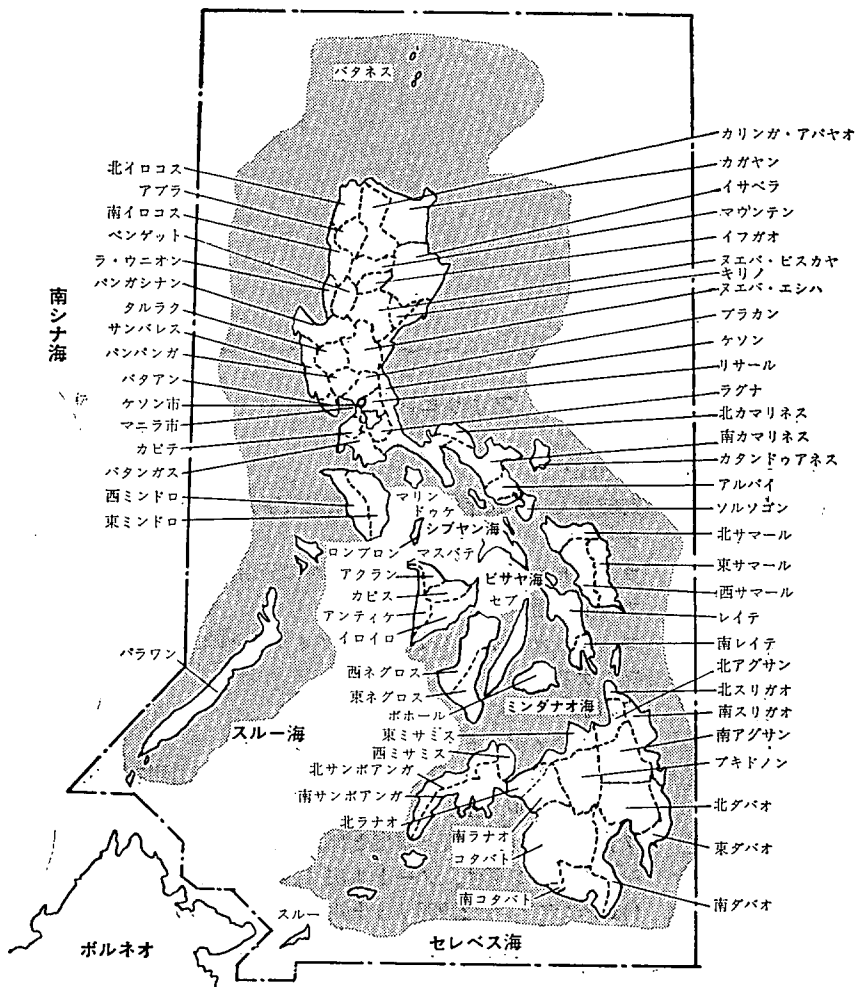 バタネス
北イロコス
アブラ
南イロコス
ベンゲット
ラ・ウニオン
パンガシナン
タルラク
サンバレス
パンパンガ
バタアン
ケソン市
マニラ市
カビテ
バタンガス
西ミンドロ
東ミンドロ
南シナ海
カリンガ・アパヤオ
カガヤン
イサベラ
マウンテン
イフガオ
ヌエバ・ビスカヤ
キリノ
ヌエバ・エシハ
ブラカン
ケソン
リサール
ラグナ
北カマリネス
南カマリネス
カタンドゥアネス
アルバイ
ソルソゴン
北サマール
東サマール
西サマール
レイテ
南レイテ
北アグサン
北スリガオ
南スリガオ
南アグサン
ブキドノン
北ダバオ
東ダバオ
南ダバオ
マリン
ドゥケ
シブヤン海
ロンブロン
マスバテ
アクラン
カピス
アンティケ
イロイロ
ビサヤ海
セブ
西ネグロス
東ネグロス
ボホール
ミンダナオ海
東ミサミス
西ミサミス
北サンボアンガ
南サンボアンガ
北ラナオ
南ラナオ
コタバト
南コタバト
パラワン
スルー海
スルー
ボルネオ
セレベス海